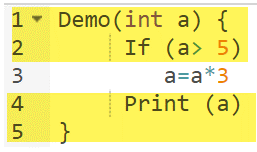 1 Demo(int a) {
2 If (a> 5)
3 a=a*3
4 Print (a)
5 }